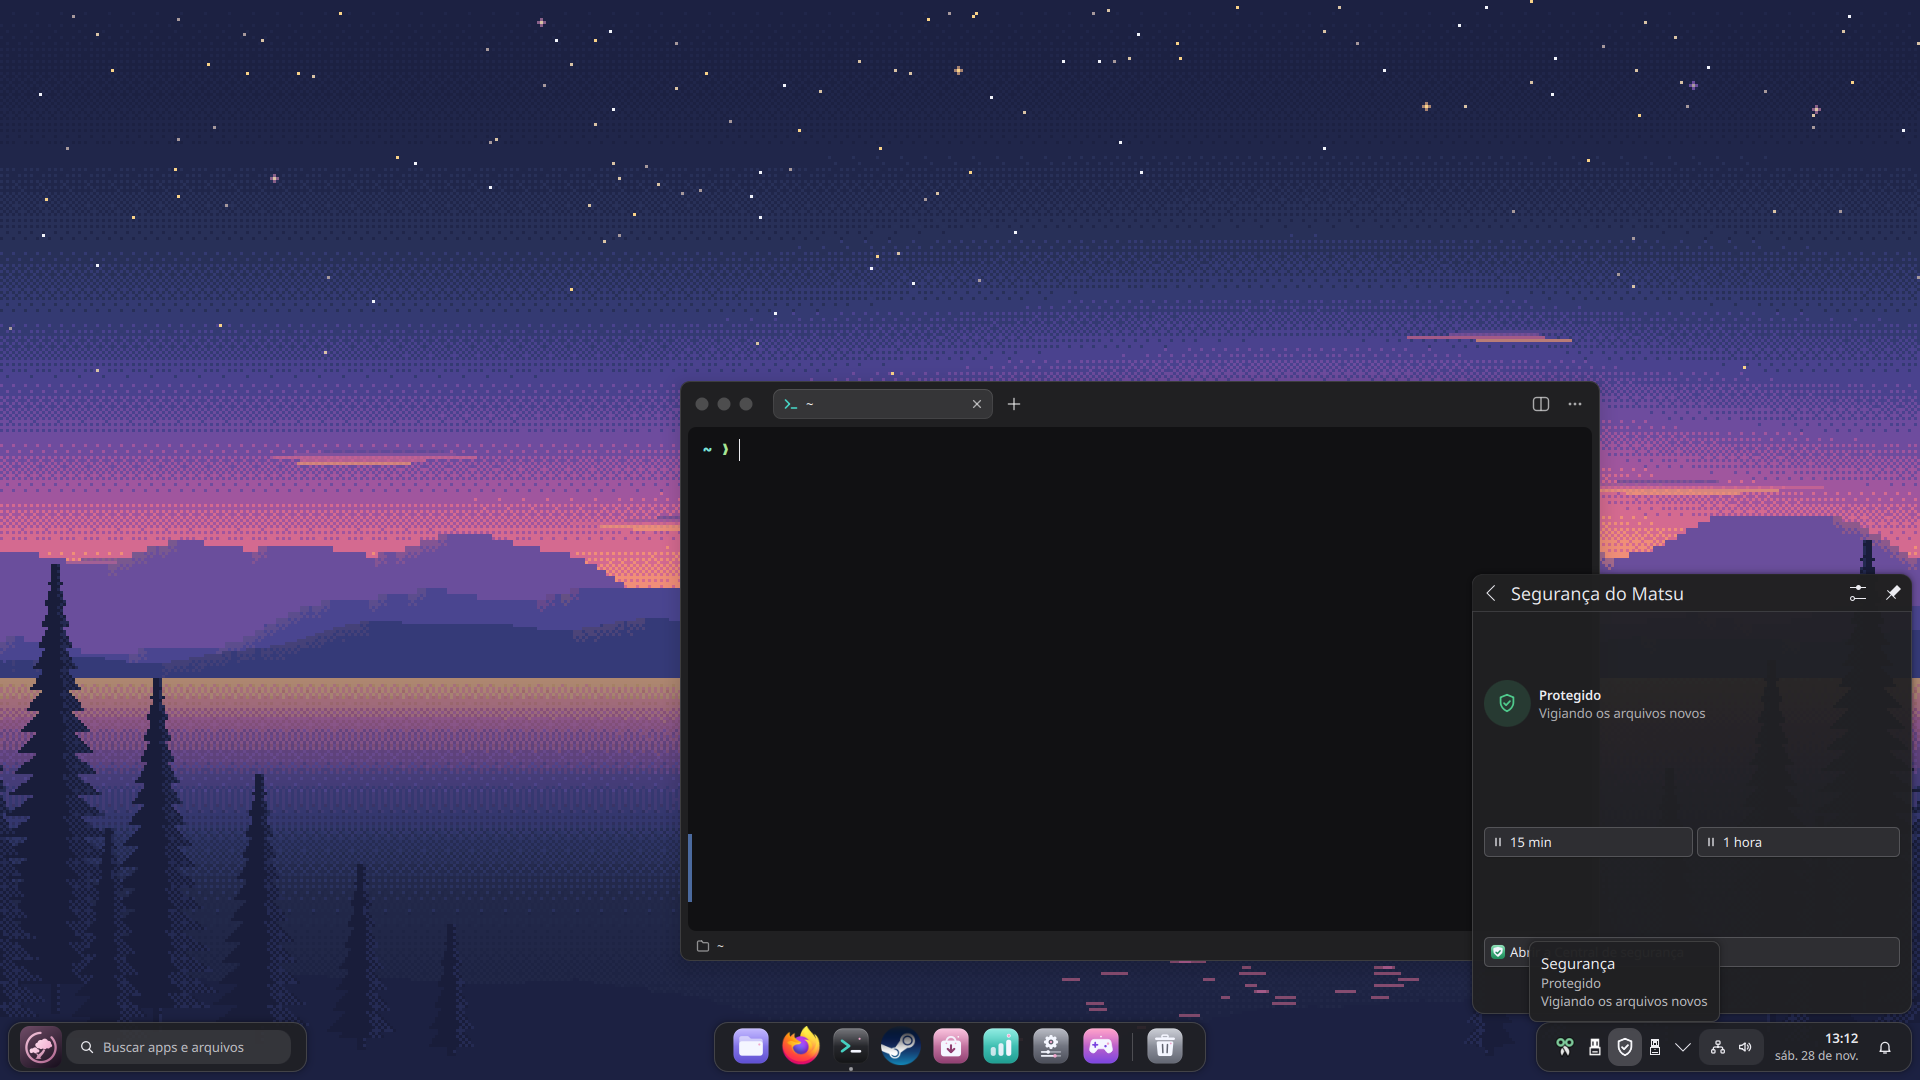 ~
~ ❯
~
Segurança do Matsu
Protegido
Vigiando os arquivos novos
15 min
1 hora
Segurança
Protegido
Vigiando os arquivos novos
Buscar apps e arquivos
13:12
sáb. 28 de nov.